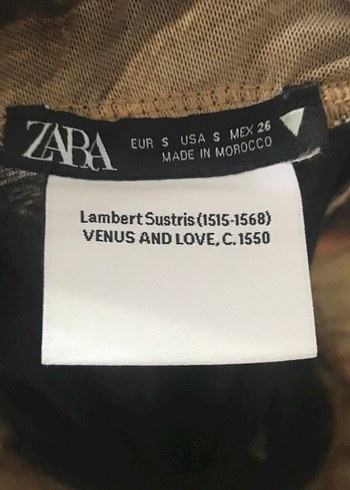 ZARA
EUR S USA S MEX 26
MADE IN MOROCCO
Lambert Sustris (1515-1568)
VENUS AND LOVE, C. 1550